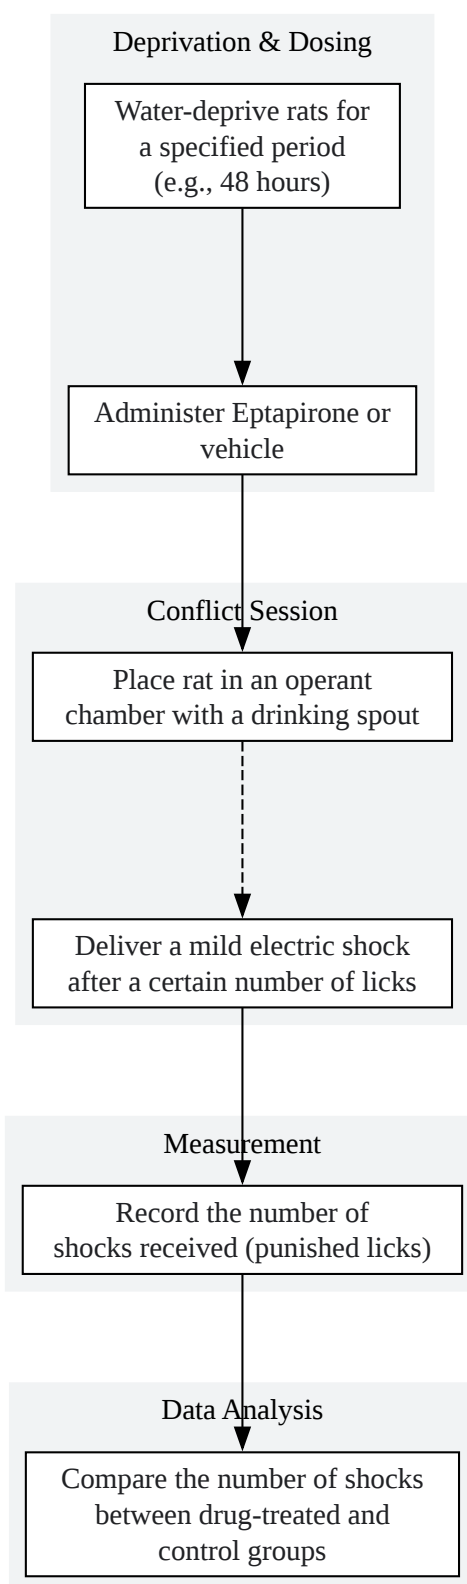 Deprivation & Dosing
Water-deprive rats for
a specified period
(e.g., 48 hours)
Administer Eptapirone or
vehicle
Conflict Session
Place rat in an operant
chamber with a drinking spout
Deliver a mild electric shock
after a certain number of licks
Measurement
Record the number of
shocks received (punished licks)
Data Analysis
Compare the number of shocks
between drug-treated and
control groups